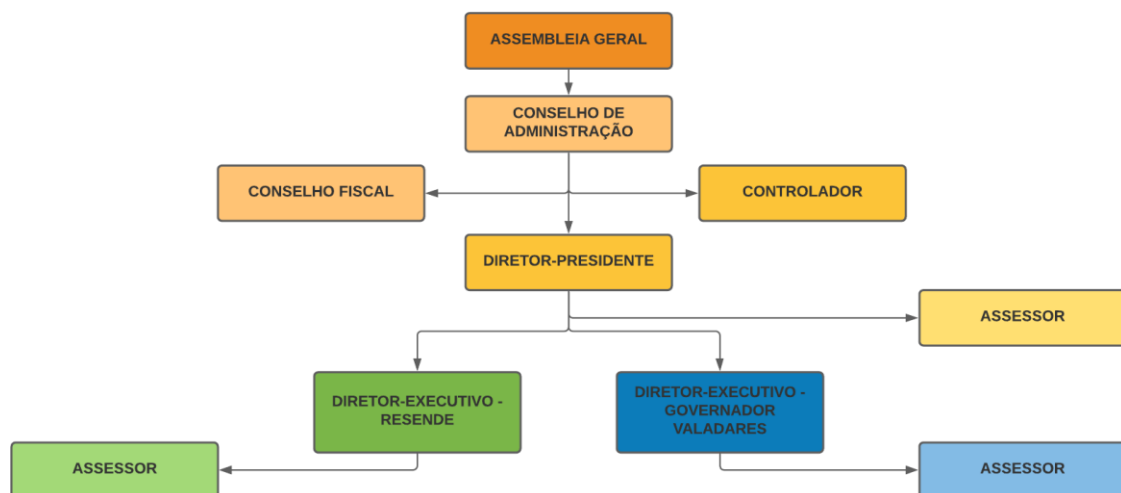 ASSEMBLEIA GERAL
CONSELHO DE
ADMINISTRAÇÃO
CONSELHO FISCAL
CONTROLADOR
DIRETOR-PRESIDENTE
ASSESSOR
DIRETOR-EXECUTIVO -
RESENDE
DIRETOR-EXECUTIVO -
GOVERNADOR
VALADARES
ASSESSOR
ASSESSOR